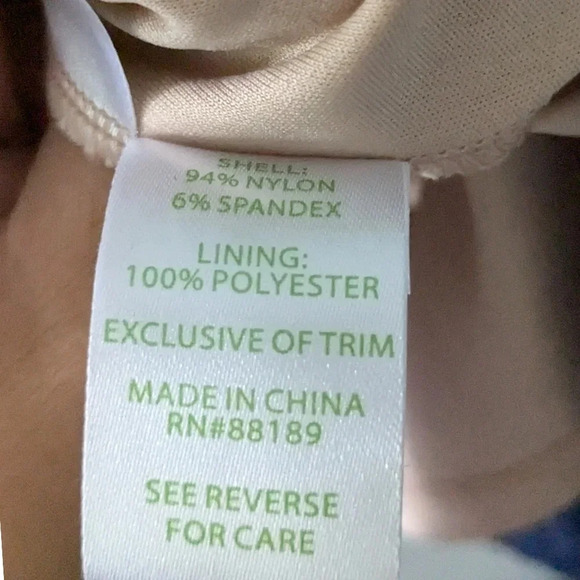 SHELL:
94% NYLON
6% SPANDEX
LINING:
100% POLYESTER
EXCLUSIVE OF TRIM
MADE IN CHINA
RN#88189
SEE REVERSE
FOR CARE